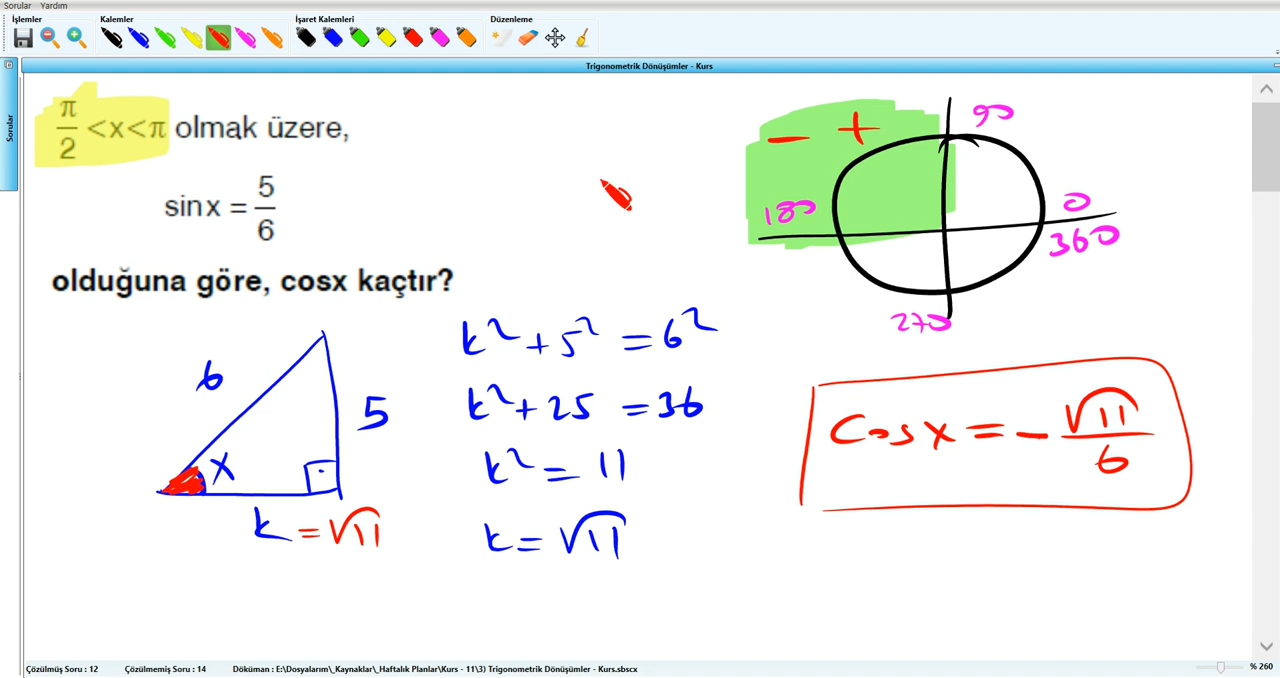 Sorular Yardım
İşlemler Kalemler İşaret Kalemleri Düzenleme
Trigonometrik Dönüşümler - Kurs
Sorular
π/2 <x<π olmak üzere,
sinx = 5/6
olduğuna göre, cosx kaçtır?
- +
90
180
0
360
270
6
5
x
k = √11
k² + 5² = 6²
k² + 25 = 36
k² = 11
k = √11
Cosx = - √11/6
Çözülmüş Soru : 12 Çözülmemiş Soru : 14 Döküman : E:\Dosyalarım\_Kaynaklar\_Haftalık Planlar\Kurs - 11\3) Trigonometrik Dönüşümler - Kurs.sbscx % 260